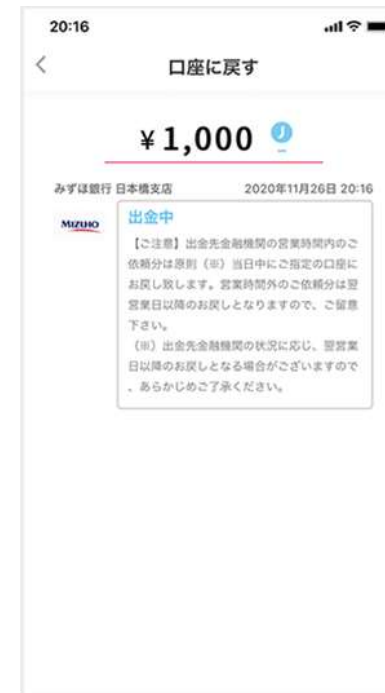 20:16
口座に戻す
¥1,000
みずほ銀行 日本橋支店 2020年11月26日 20:16
MIZUHO
出金中
【ご注意】出金先金融機関の営業時間内のご
依頼分は原則（※）当日中にご指定の口座に
お戻し致します。営業時間外のご依頼分は翌
営業日以降のお戻しとなりますので、ご留意
下さい。
（※）出金先金融機関の状況に応じ、翌営業
日以降のお戻しとなる場合がございますので
、あらかじめご了承ください。